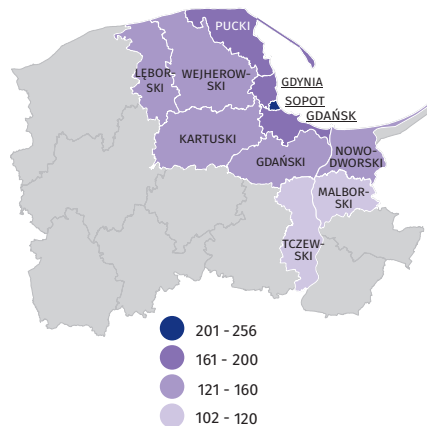 PUCKI
LĘBOR-
SKI
WEJHEROW-
SKI
GDYNIA
SOPOT
GDAŃSK
KARTUSKI
GDAŃSKI
NOWO-
DWORSKI
MALBOR-
SKI
TCZEW-
SKI
201 - 256
161 - 200
121 - 160
102 - 120